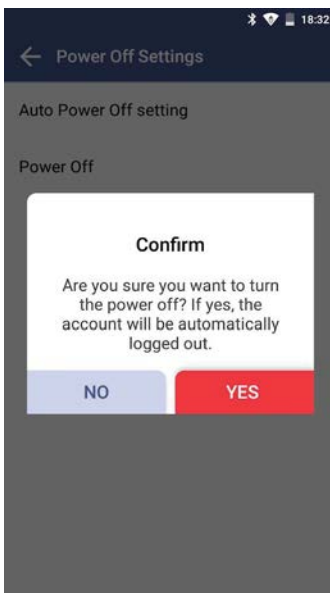 18:32
Power Off Settings
Auto Power Off setting
Power Off
Confirm
Are you sure you want to turn
the power off? If yes, the
account will be automatically
logged out.
NO
YES